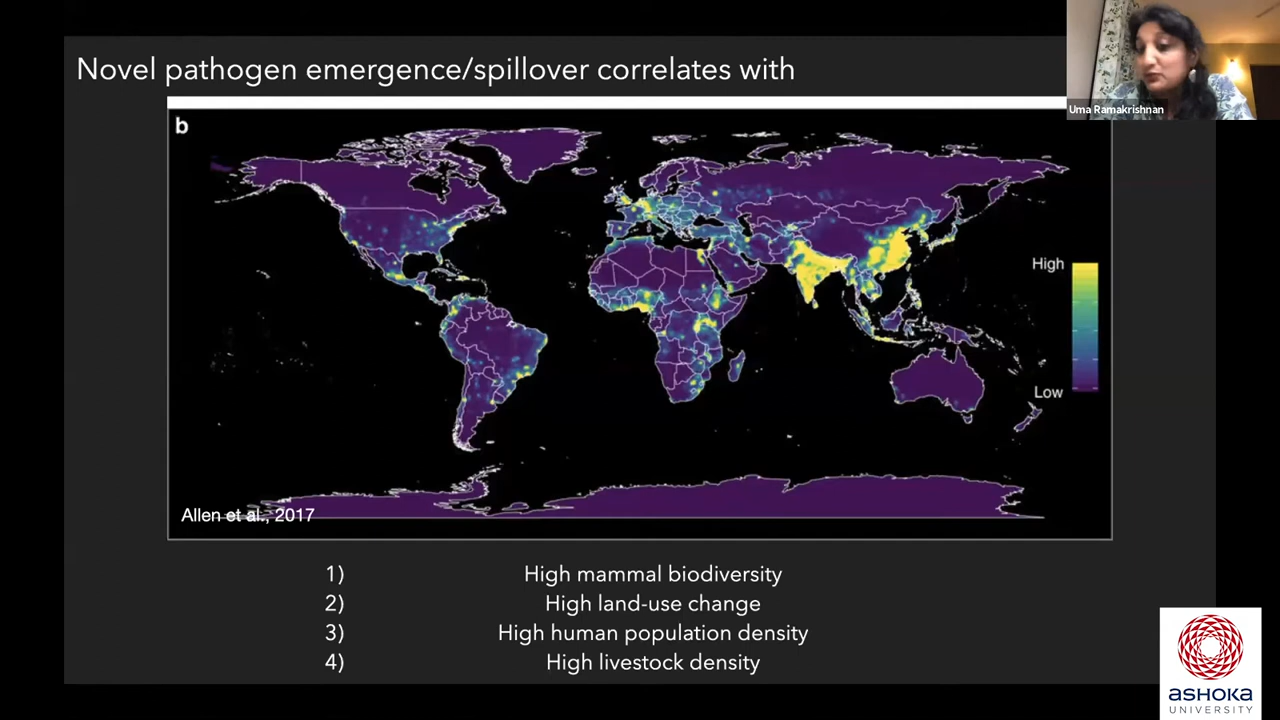 Novel pathogen emergence/spillover correlates with
Uma Ramakrishnan
b
High
Low
Allen et al., 2017
1) High mammal biodiversity
2) High land-use change
3) High human population density
4) High livestock density
ASHOKA
UNIVERSITY